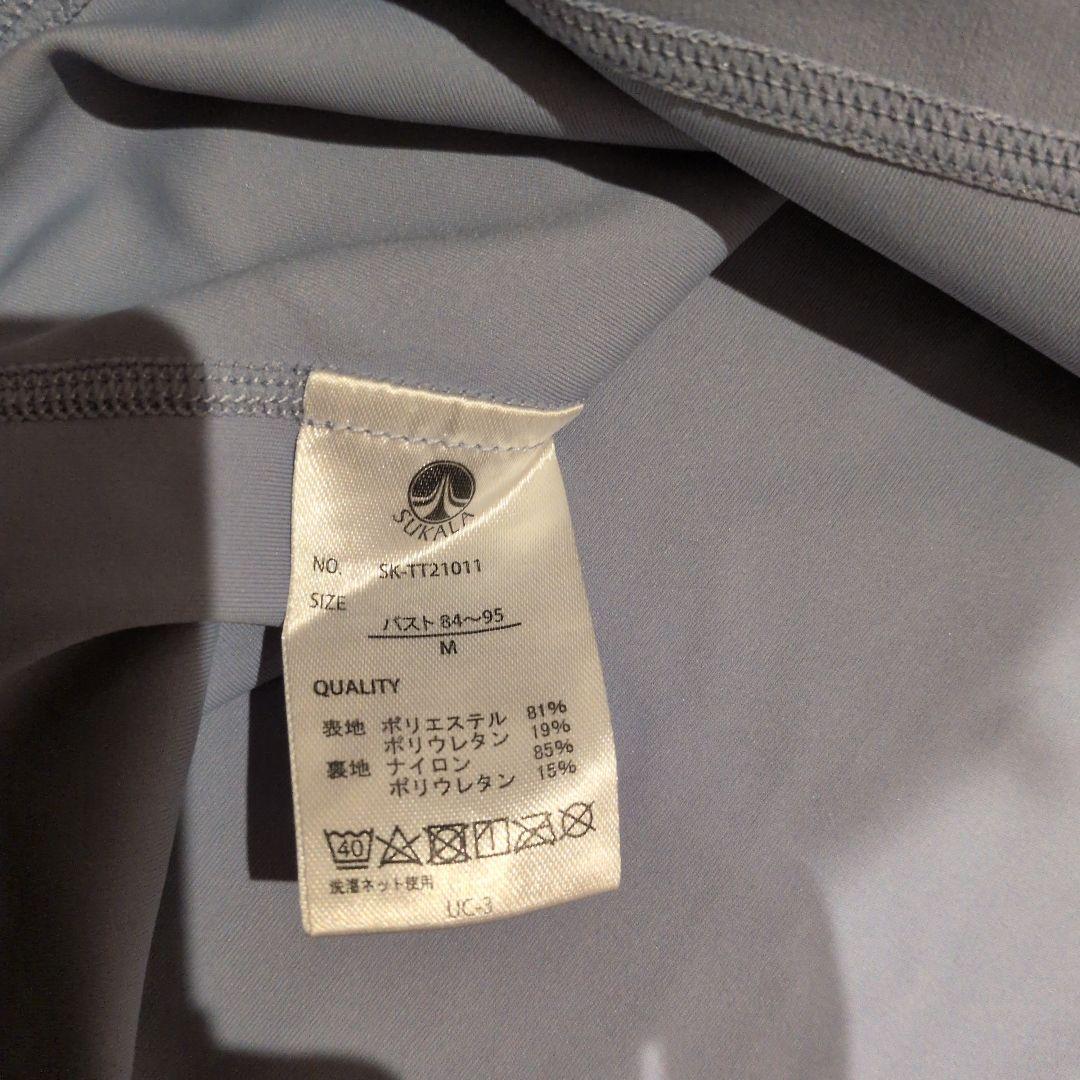 SUKALA
NO. SK-TT21011
SIZE
バスト 84～95
M
QUALITY
表地 ポリエステル 81%
ポリウレタン 19%
裏地 ナイロン 85%
ポリウレタン 15%
40
洗濯ネット使用
UC-3